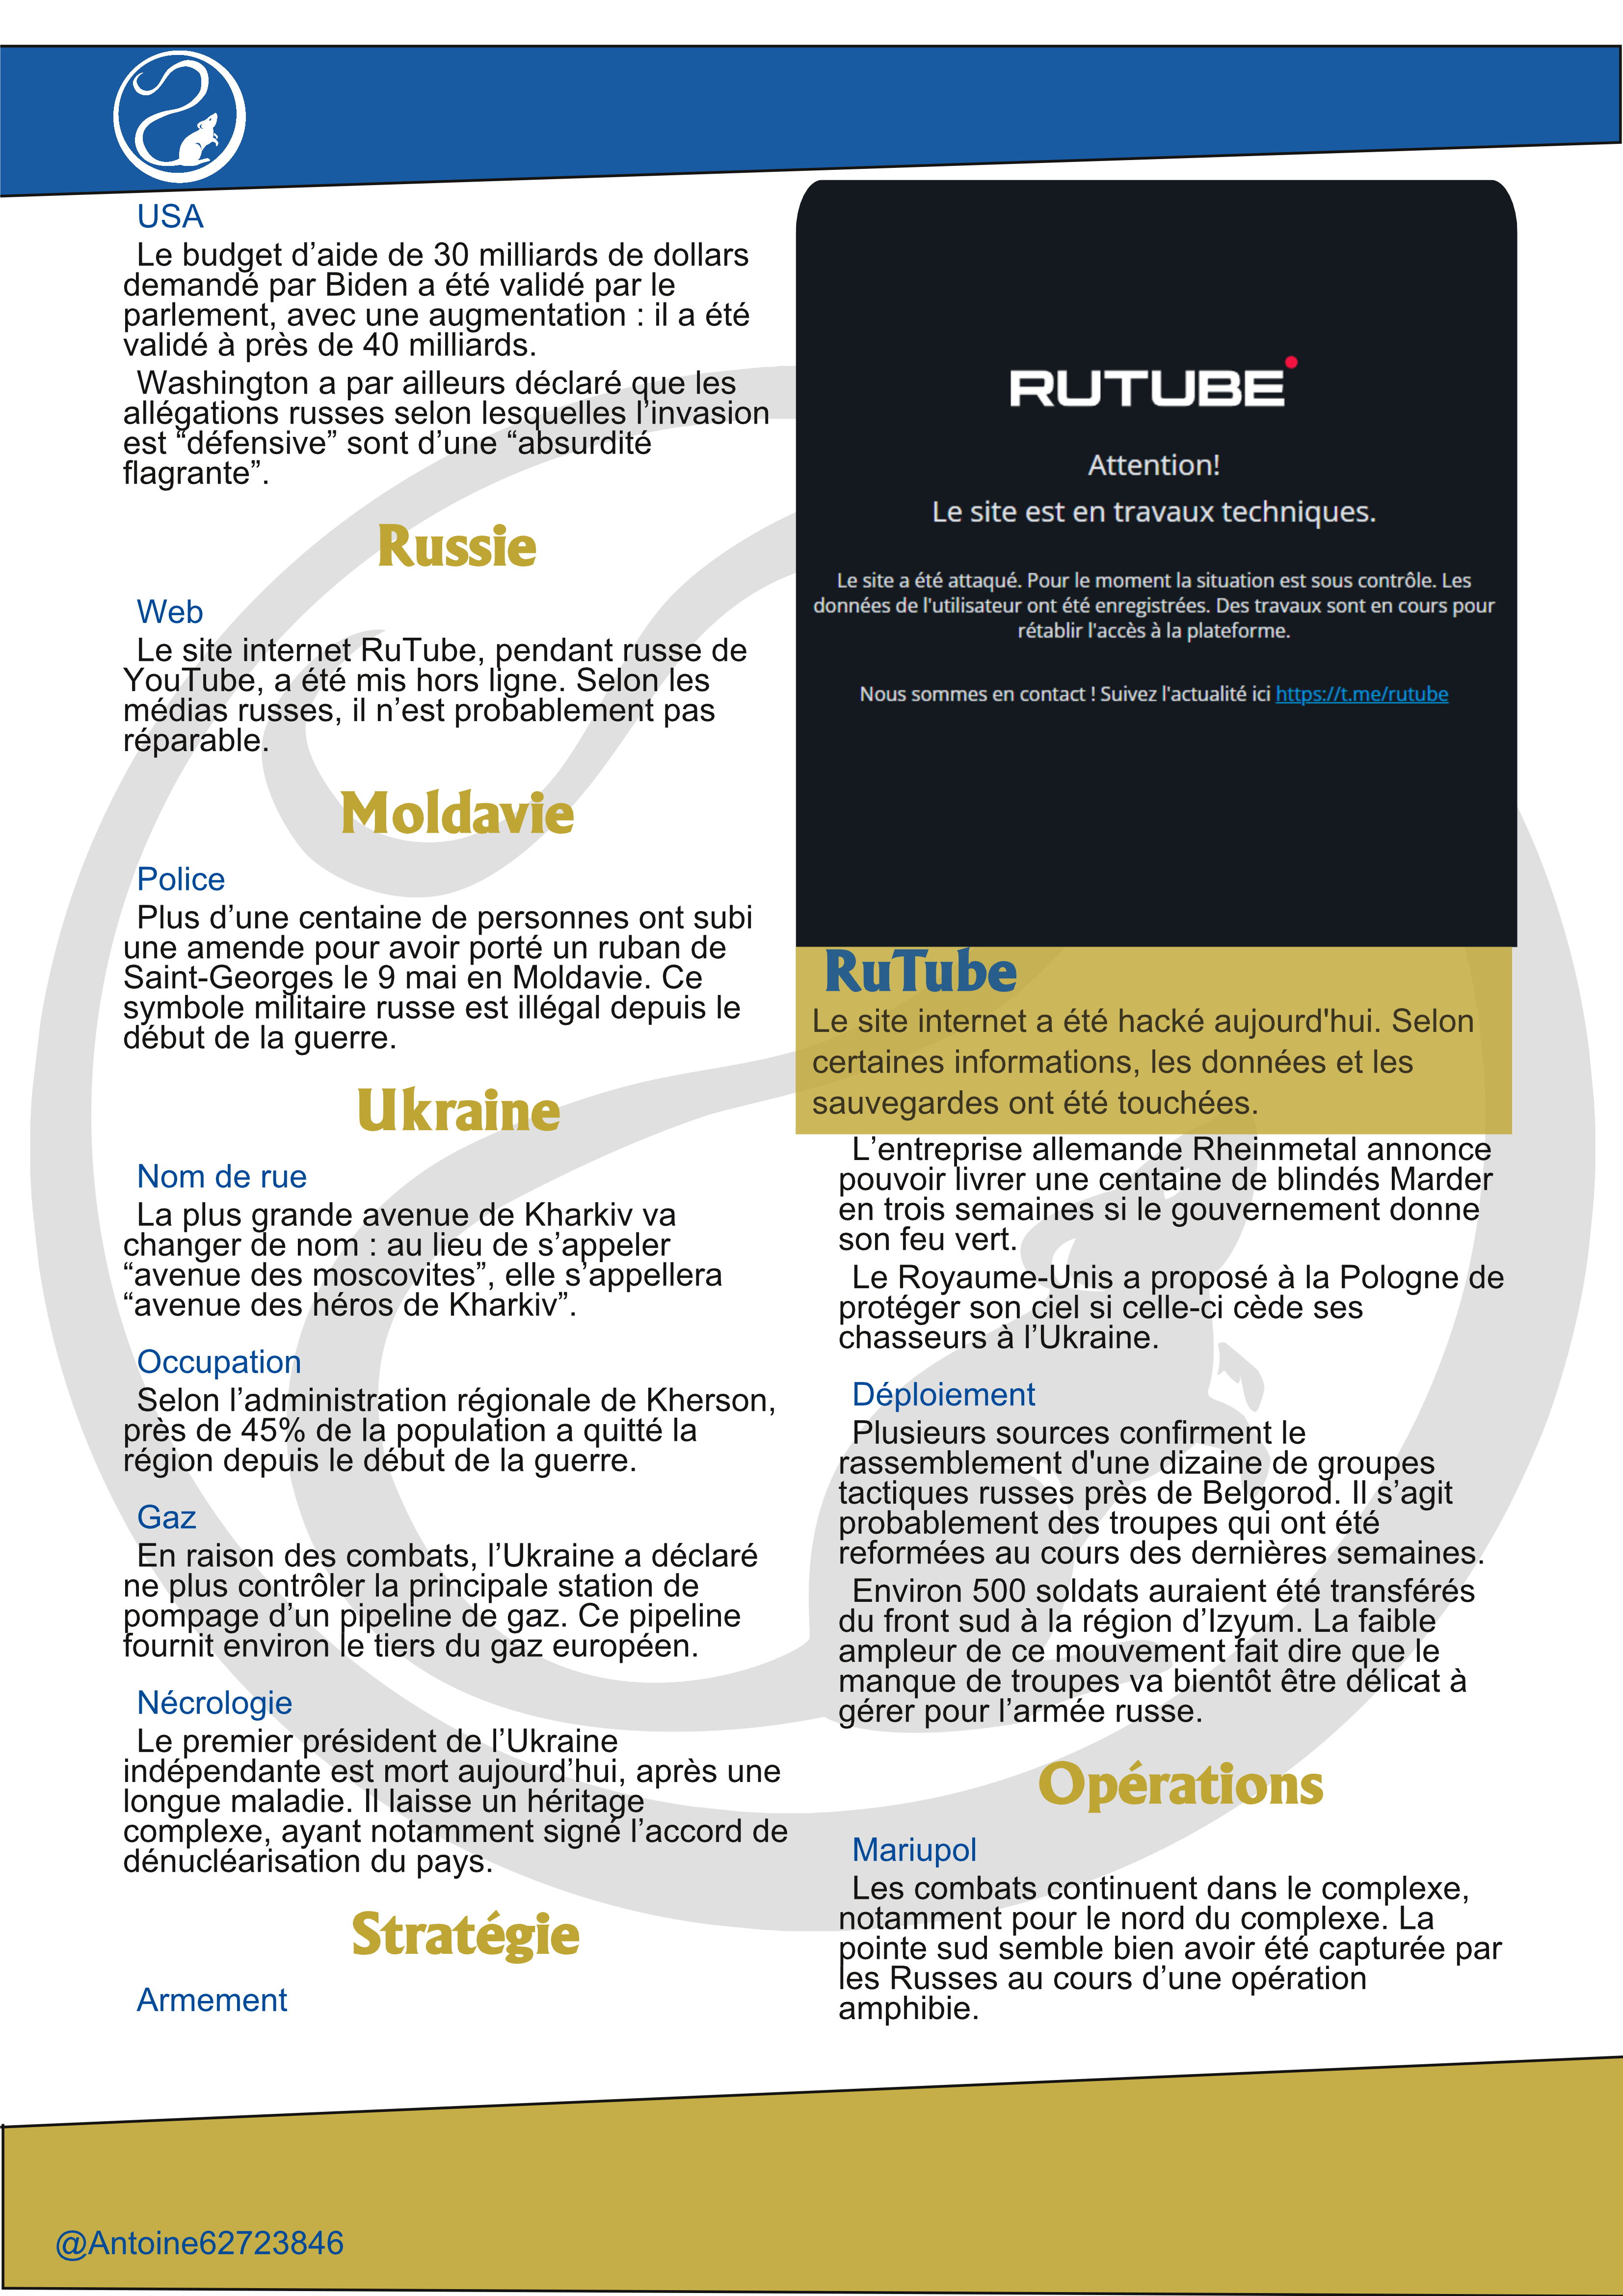 USA
Le budget d’aide de 30 milliards de dollars
demandé par Biden a été validé par le
parlement, avec une augmentation : il a été
validé à près de 40 milliards.
Washington a par ailleurs déclaré que les
allégations russes selon lesquelles l’invasion
est “défensive” sont d’une “absurdité
flagrante”.
Russie
Web
Le site internet RuTube, pendant russe de
YouTube, a été mis hors ligne. Selon les
médias russes, il n’est probablement pas
réparable.
Moldavie
Police
Plus d’une centaine de personnes ont subi
une amende pour avoir porté un ruban de
Saint-Georges le 9 mai en Moldavie. Ce
symbole militaire russe est illégal depuis le
début de la guerre.
Ukraine
Nom de rue
La plus grande avenue de Kharkiv va
changer de nom : au lieu de s’appeler
“avenue des moscovites”, elle s’appellera
“avenue des héros de Kharkiv”.
Occupation
Selon l’administration régionale de Kherson,
près de 45% de la population a quitté la
région depuis le début de la guerre.
Gaz
En raison des combats, l’Ukraine a déclaré
ne plus contrôler la principale station de
pompage d’un pipeline de gaz. Ce pipeline
fournit environ le tiers du gaz européen.
Nécrologie
Le premier président de l’Ukraine
indépendante est mort aujourd’hui, après une
longue maladie. Il laisse un héritage
complexe, ayant notamment signé l’accord de
dénucléarisation du pays.
Stratégie
Armement
RUTUBE
Attention!
Le site est en travaux techniques.
Le site a été attaqué. Pour le moment la situation est sous contrôle. Les
données de l'utilisateur ont été enregistrées. Des travaux sont en cours pour
rétablir l'accès à la plateforme.
Nous sommes en contact ! Suivez l'actualité ici https://t.me/rutube
RuTube
Le site internet a été hacké aujourd'hui. Selon
certaines informations, les données et les
sauvegardes ont été touchées.
L’entreprise allemande Rheinmetal annonce
pouvoir livrer une centaine de blindés Marder
en trois semaines si le gouvernement donne
son feu vert.
Le Royaume-Unis a proposé à la Pologne de
protéger son ciel si celle-ci cède ses
chasseurs à l’Ukraine.
Déploiement
Plusieurs sources confirment le
rassemblement d'une dizaine de groupes
tactiques russes près de Belgorod. Il s’agit
probablement des troupes qui ont été
reformées au cours des dernières semaines.
Environ 500 soldats auraient été transférés
du front sud à la région d’Izyum. La faible
ampleur de ce mouvement fait dire que le
manque de troupes va bientôt être délicat à
gérer pour l’armée russe.
Opérations
Mariupol
Les combats continuent dans le complexe,
notamment pour le nord du complexe. La
pointe sud semble bien avoir été capturée par
les Russes au cours d’une opération
amphibie.
@Antoine62723846